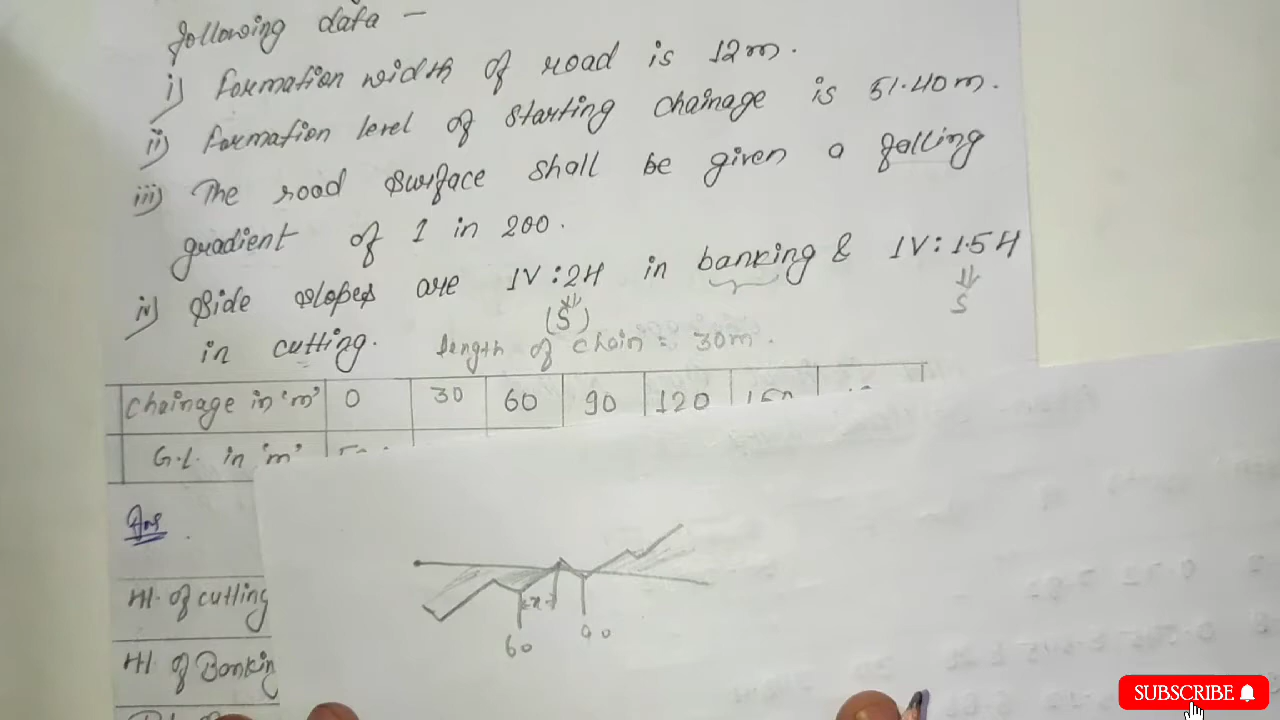 following data -
i) Formation width of road is 12m.
ii) Formation level of starting chainage is 51.40m.
iii) The road surface shall be given a falling
gradient of 1 in 200.
iv) Side slopes are 1V:2H in banking & 1V:1.5H
(S) S
in cutting. length of chain = 30m.
Chainage in 'm' 0 30 60 90 120
G.L. in 'm'
Ans.
Ht. of cutting
Ht. of Bankin
x
60 90
SUBSCRIBE